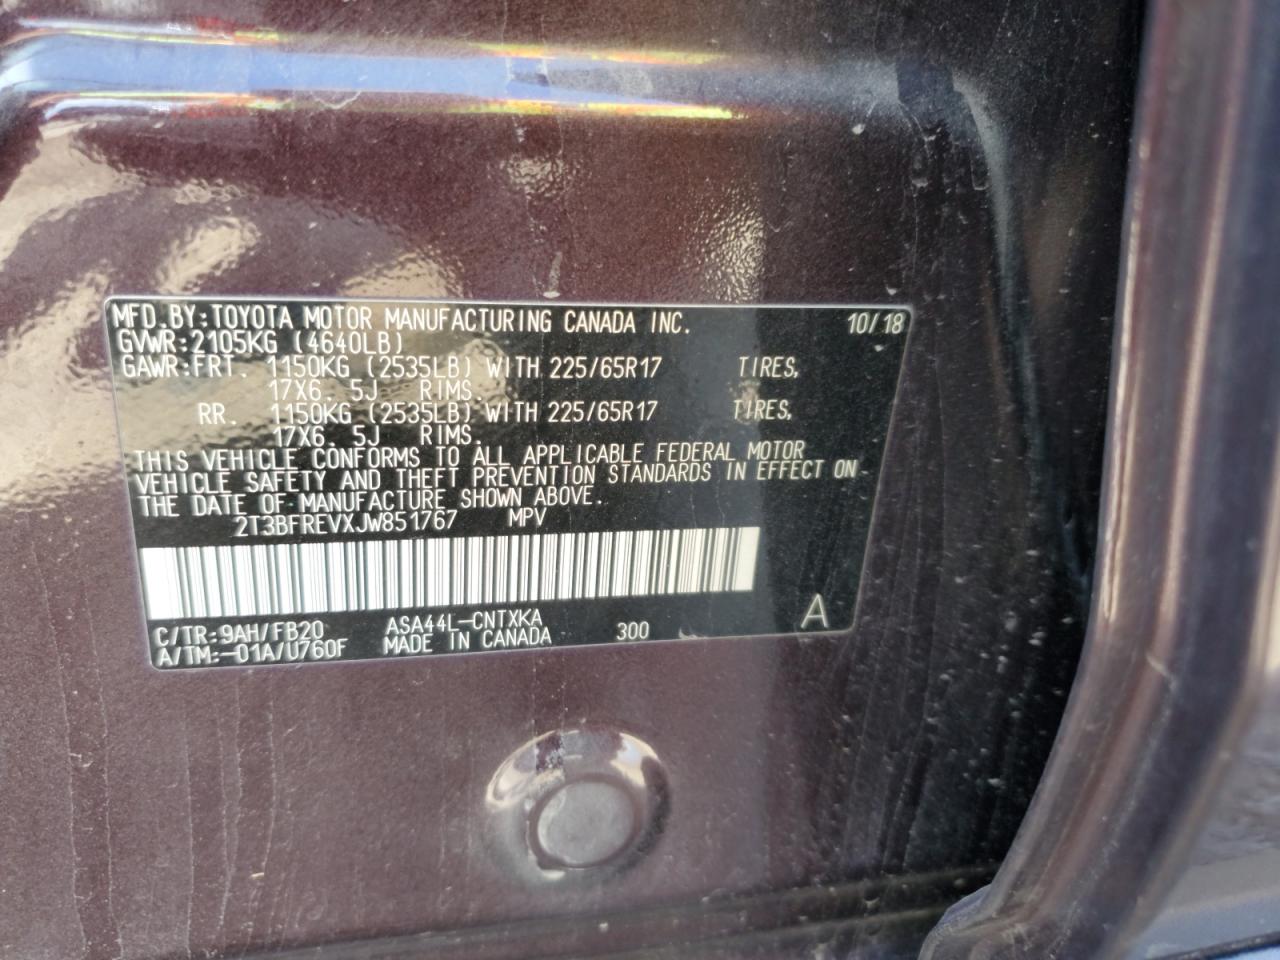 MFD.BY:TOYOTA MOTOR MANUFACTURING CANADA INC. 10/18
GVWR:2105KG (4640LB)
GAWR:FRT. 1150KG (2535LB) WITH 225/65R17 TIRES,
17X6. 5J RIMS.
RR. 1150KG (2535LB) WITH 225/65R17 TIRES,
17X6. 5J RIMS.
THIS VEHICLE CONFORMS TO ALL APPLICABLE FEDERAL MOTOR
VEHICLE SAFETY AND THEFT PREVENTION STANDARDS IN EFFECT ON
THE DATE OF MANUFACTURE SHOWN ABOVE.
2T3BFREVXJW851767 MPV
C/TR:9AH/FB20 ASA44L-CNTXKA A
A/TM:-01A/U760F MADE IN CANADA 300